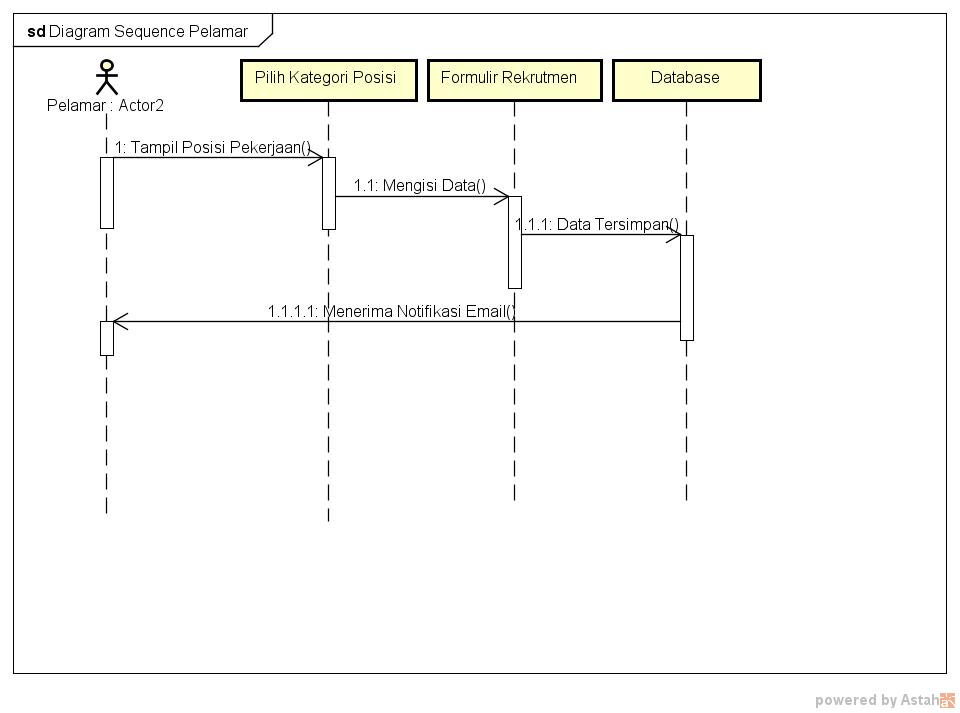 sd Diagram Sequence Pelamar
Pelamar : Actor2
Pilih Kategori Posisi
Formulir Rekrutmen
Database
1: Tampil Posisi Pekerjaan()
1.1: Mengisi Data()
1.1.1: Data Tersimpan()
1.1.1.1: Menerima Notifikasi Email()
powered by Astah